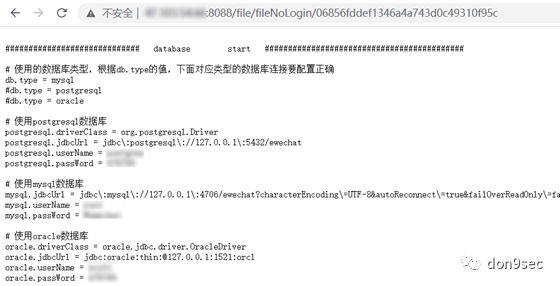 不安全 :8088/file/fileNoLogin/06856fddef1346a4a743d0c49310f95c
############################# database start ###########################################
# 使用的数据库类型，根据db.type的值，下面对应类型的数据库连接要配置正确
db.type = mysql
#db.type = postgresql
#db.type = oracle
# 使用postgresql数据库
postgresql.driverClass = org.postgresql.Driver
postgresql.jdbcUrl = jdbc\:postgresql\://127.0.0.1\:5432/ewechat
postgresql.userName =
postgresql.passWord =
# 使用mysql数据库
mysql.jdbcUrl = jdbc\:mysql\://127.0.0.1\:4706/ewechat?characterEncoding\=UTF-8&autoReconnect\=true&failOverReadOnly\=fa
mysql.userName =
mysql.passWord =
# 使用oracle数据库
oracle.driverClass = oracle.jdbc.driver.OracleDriver
oracle.jdbcUrl = jdbc:oracle:thin:@127.0.0.1:1521:orcl
oracle.userName =
oracle.passWord =
don9sec